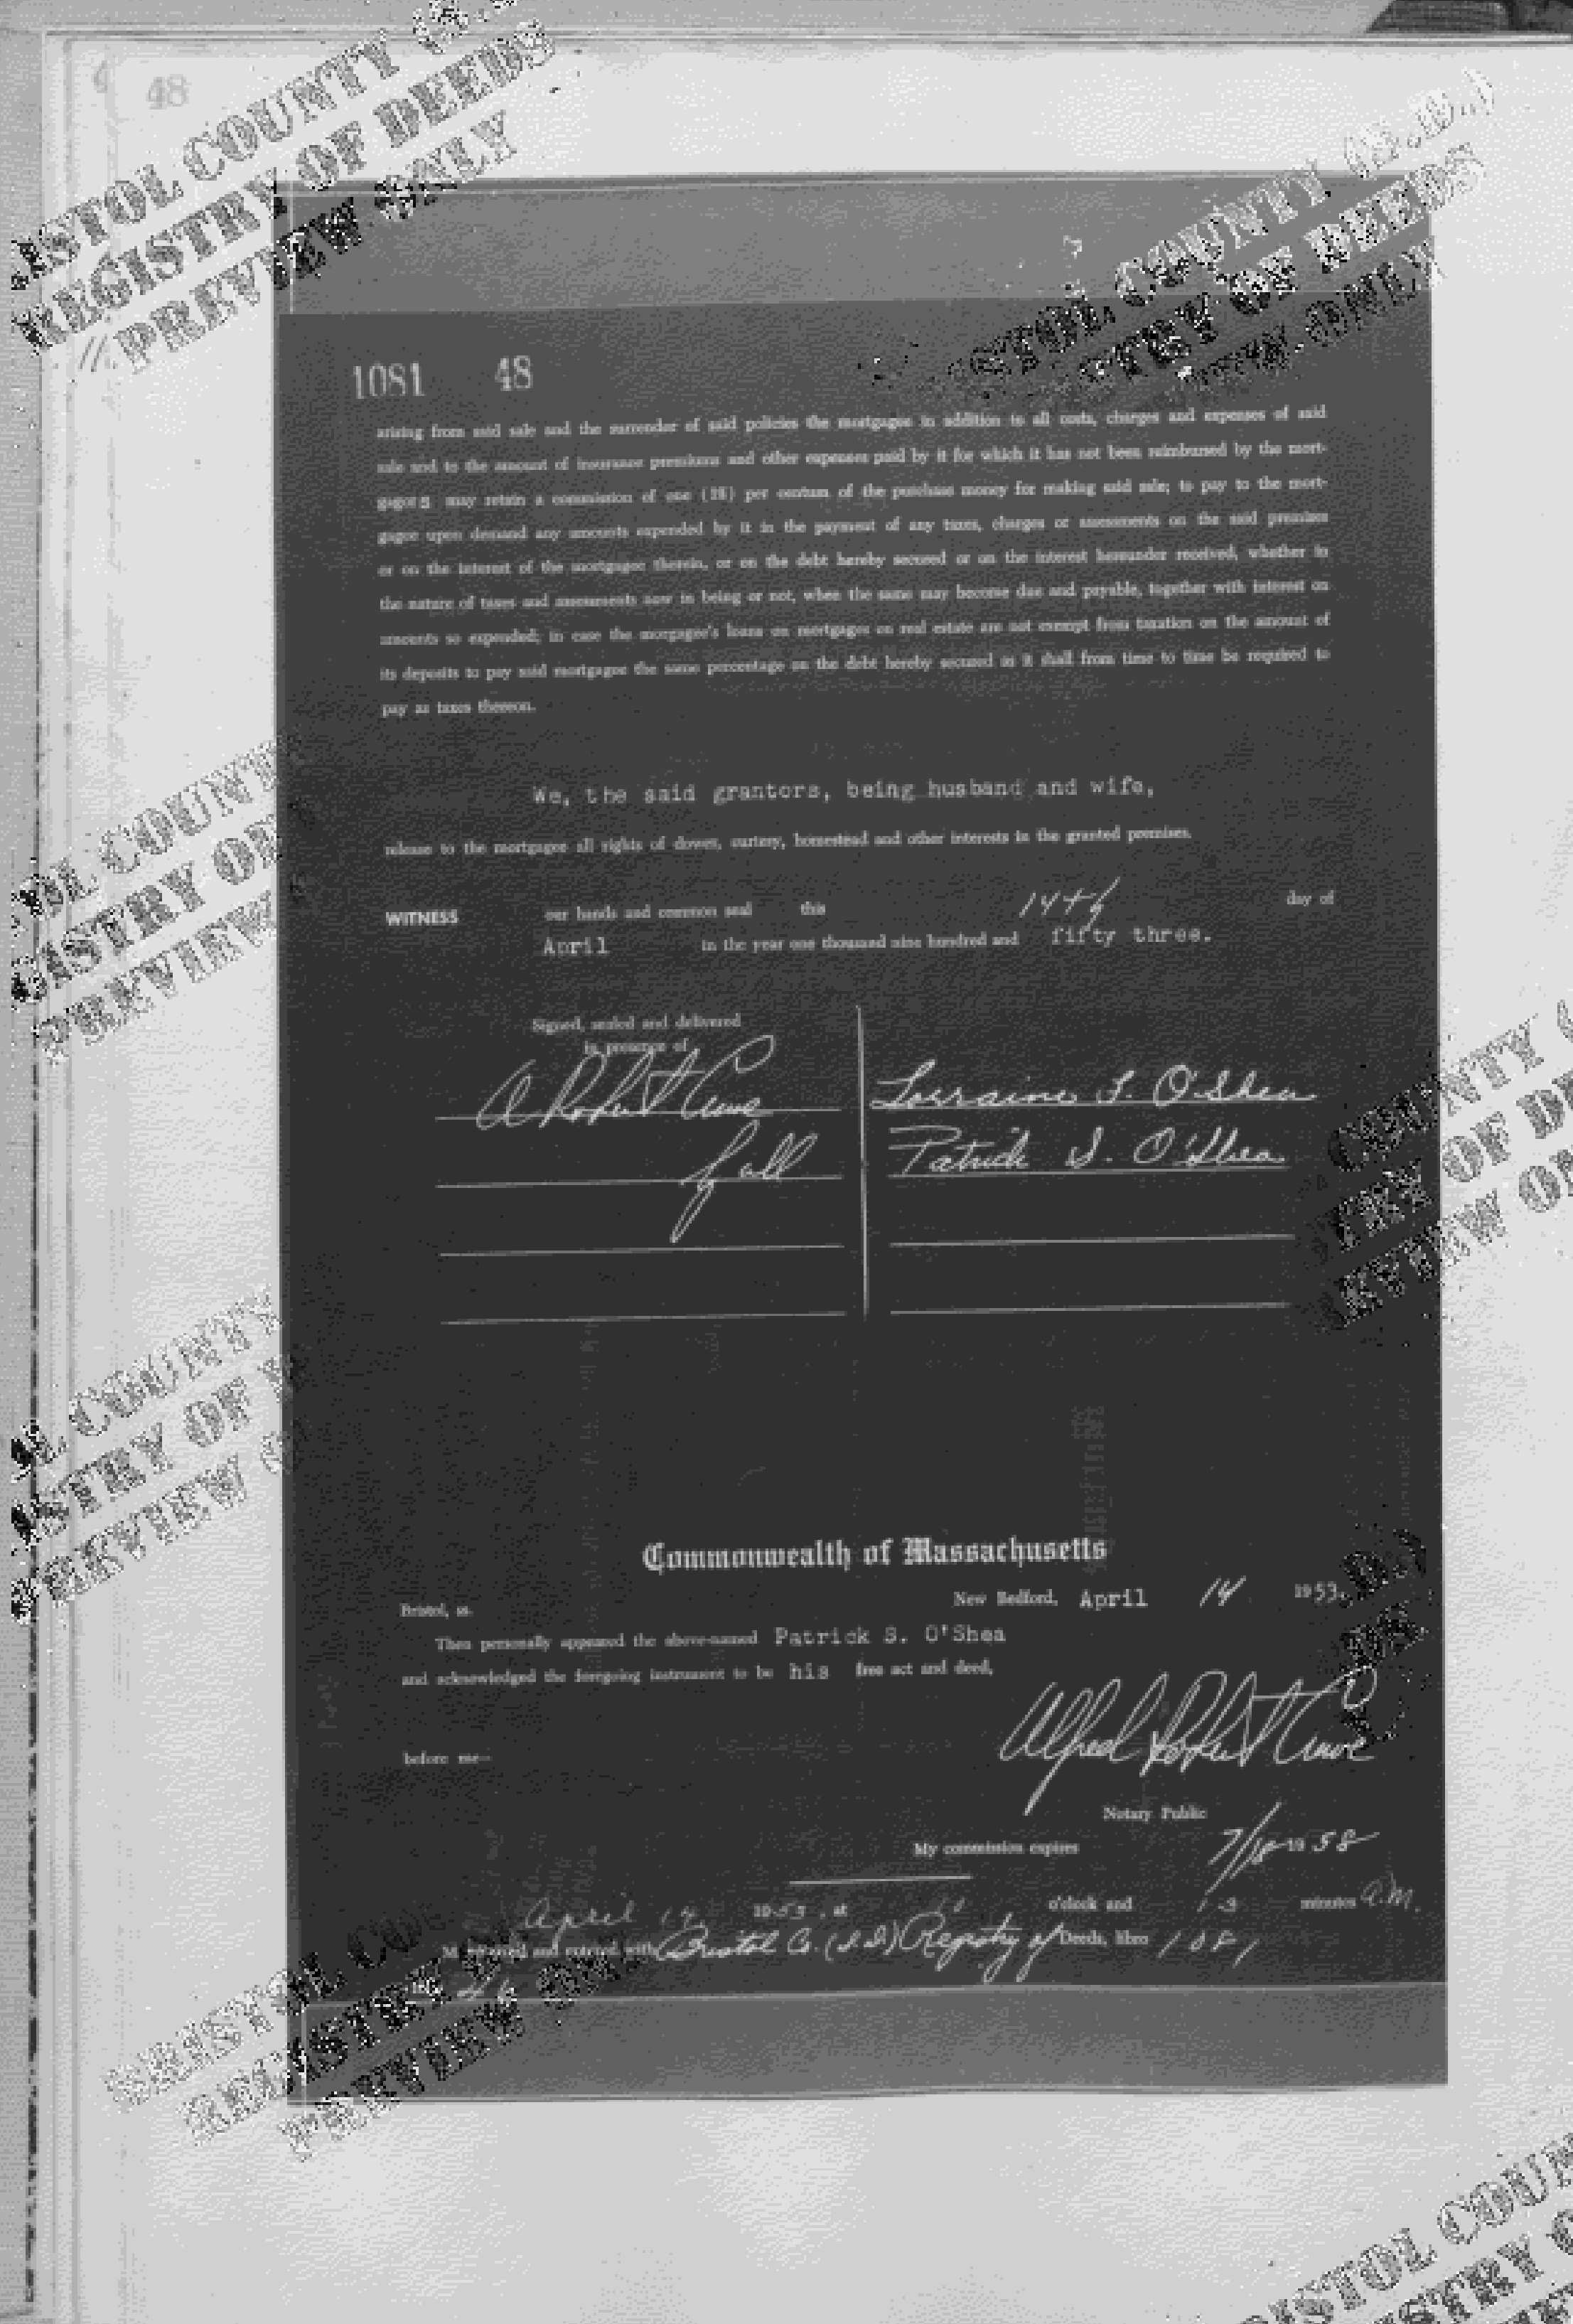 48
BRISTOL COUNTY (S.D.)
REGISTRY OF DEEDS
PREVIEW ONLY
1081 48
arising from said sale and the surrender of said policies the mortgagee in addition to all costs, charges and expenses of said
sale and to the amount of insurance premiums and other expenses paid by it for which it has not been reimbursed by the mort-
gagors may retain a commission of one (1%) per centum of the purchase money for making said sale; to pay to the mort-
gagee upon demand any amounts expended by it in the payment of any taxes, charges or assessments on the said premises
or on the interest of the mortgagee therein, or on the debt hereby secured or on the interest hereunder received, whether in
the nature of taxes and assessments now in being or not, when the same may become due and payable, together with interest on
amounts so expended; in case the mortgagee's loans on mortgages on real estate are not exempt from taxation on the amount of
its deposits to pay said mortgagee the same percentage on the debt hereby secured as it shall from time to time be required to
pay as taxes thereon.
We, the said grantors, being husband and wife,
release to the mortgagee all rights of dower, curtesy, homestead and other interests in the granted premises.
WITNESS our hands and common seal this 14th day of
April in the year one thousand nine hundred and fifty three.
Signed, sealed and delivered
in presence of
A Robert
Lorraine S. O'Shea
Patrick S. O'Shea
Commonwealth of Massachusetts
Bristol, ss. New Bedford, April 14 1953.
Then personally appeared the above-named Patrick S. O'Shea
and acknowledged the foregoing instrument to be his free act and deed,
before me—
Alfred Robert
Notary Public
My commission expires 7/18 1958
April 14 1953, at 11 o'clock and minutes A.M.
received and entered with Bristol Co. (S.D.) Registry of Deeds, libro 1081